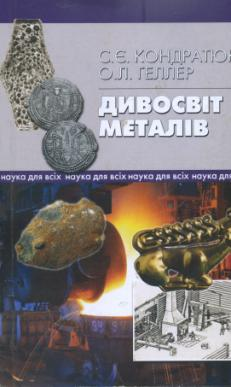 С.Є. КОНДРАТЮК
О.Л. ГЕЛЛЕР
ДИВОСВІТ
МЕТАЛІВ
наука для всіх наука для всіх наука для всіх наука для